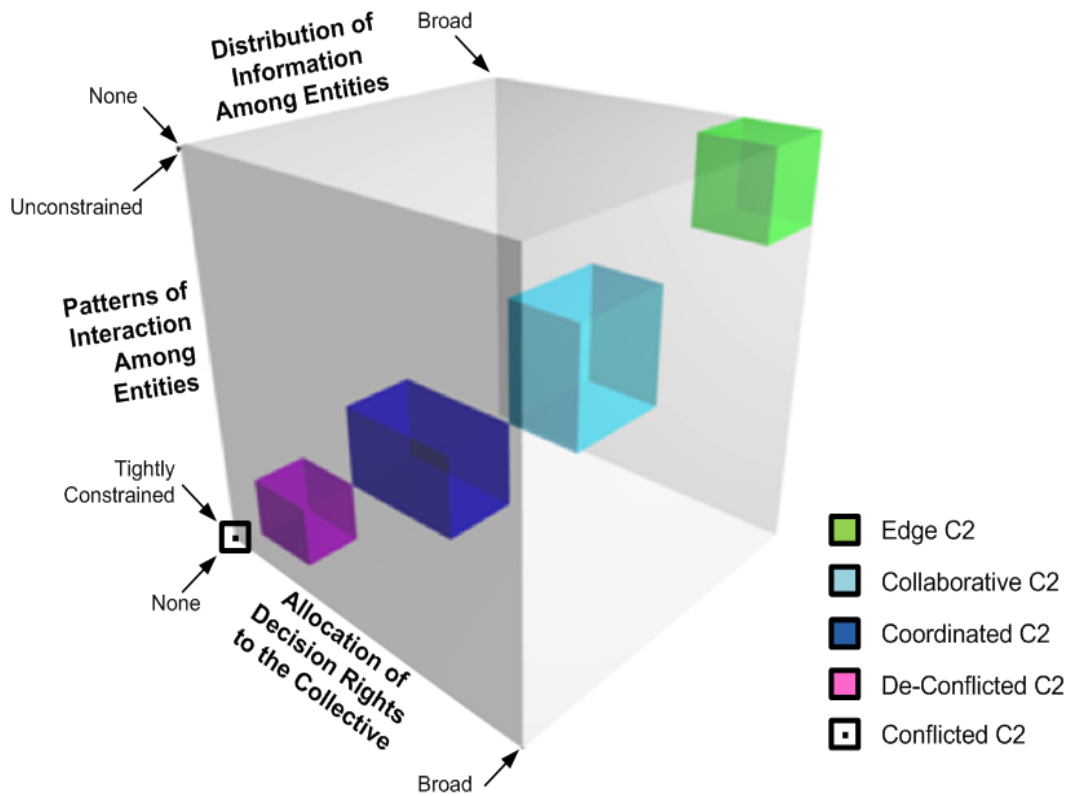 Broad
Distribution of
Information
Among Entities
None
Unconstrained
Patterns of
Interaction
Among
Entities
Tightly
Constrained
None
Allocation of
Decision Rights
to the Collective
Broad
Edge C2
Collaborative C2
Coordinated C2
De-Conflicted C2
Conflicted C2